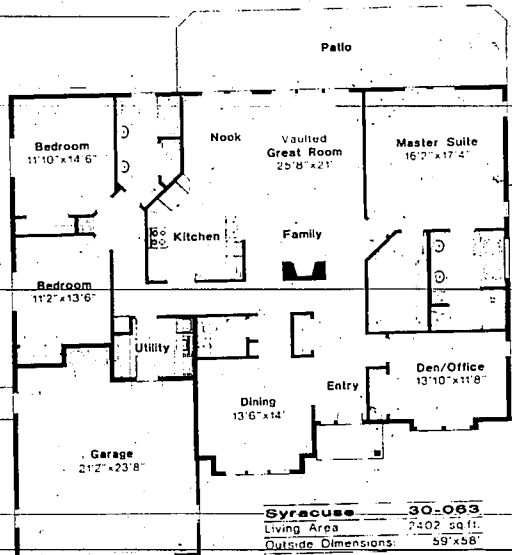 Patio
Bedroom
11'10"x14'6"
Nook
Vaulted
Great Room
25'8"x21'
Master Suite
16'2"x17'4"
Kitchen
Family
Bedroom
11'2"x13'6"
Utility
Dining
13'6"x14'
Entry
Den/Office
13'10"x11'8"
Garage
21'2"x23'8"
Syracuse 30-063
Living Area 2402 sq.ft.
Outside Dimensions: 59'x58'